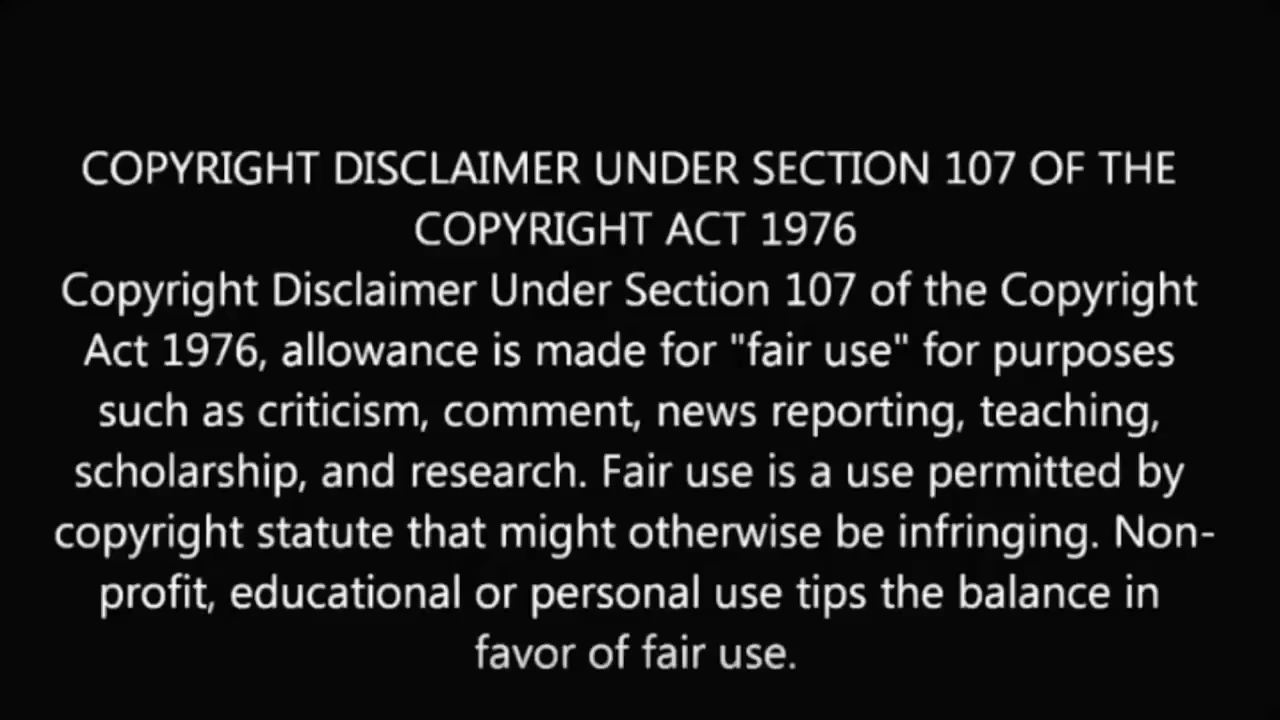 COPYRIGHT DISCLAIMER UNDER SECTION 107 OF THE
COPYRIGHT ACT 1976
Copyright Disclaimer Under Section 107 of the Copyright
Act 1976, allowance is made for "fair use" for purposes
such as criticism, comment, news reporting, teaching,
scholarship, and research. Fair use is a use permitted by
copyright statute that might otherwise be infringing. Non-
profit, educational or personal use tips the balance in
favor of fair use.